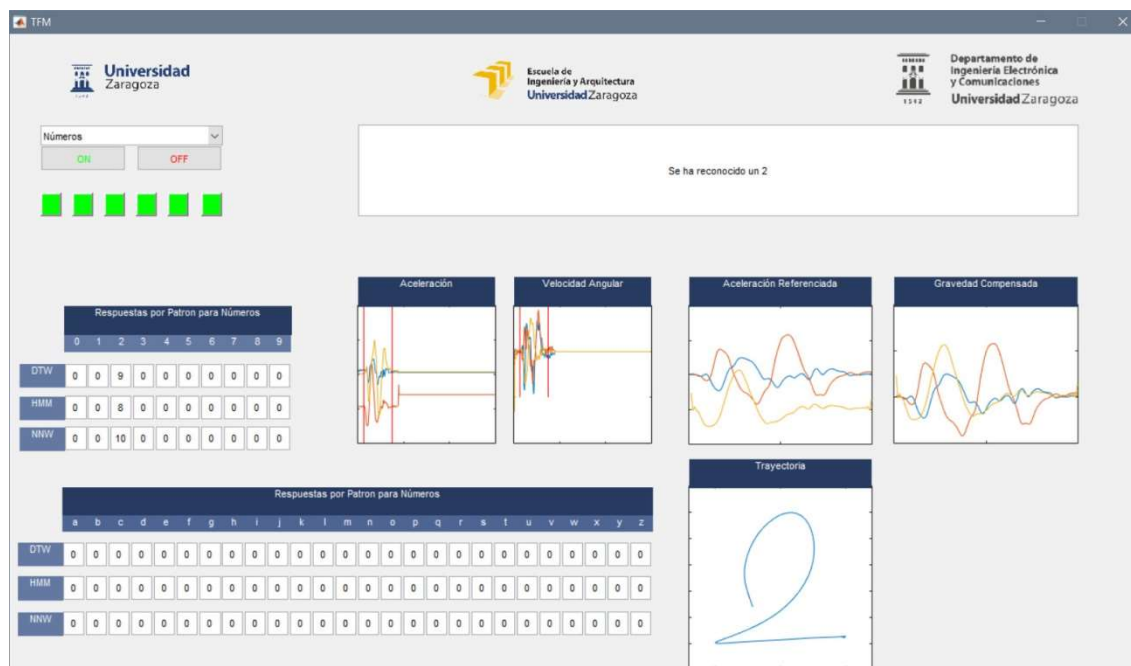 TFM
Universidad
Zaragoza
1542
Escuela de
Ingeniería y Arquitectura
Universidad Zaragoza
Departamento de
Ingeniería Electrónica
y Comunicaciones
Universidad Zaragoza
1542
Números
ON OFF
Se ha reconocido un 2
Respuestas por Patron para Números
0 1 2 3 4 5 6 7 8 9
DTW 0 0 9 0 0 0 0 0 0 0
HMM 0 0 8 0 0 0 0 0 0 0
NNW 0 0 10 0 0 0 0 0 0 0
Aceleración
Velocidad Angular
Aceleración Referenciada
Gravedad Compensada
Respuestas por Patron para Números
a b c d e f g h i j k l m n o p q r s t u v w x y z
DTW 0 0 0 0 0 0 0 0 0 0 0 0 0 0 0 0 0 0 0 0 0 0 0 0 0 0
HMM 0 0 0 0 0 0 0 0 0 0 0 0 0 0 0 0 0 0 0 0 0 0 0 0 0 0
NNW 0 0 0 0 0 0 0 0 0 0 0 0 0 0 0 0 0 0 0 0 0 0 0 0 0 0
Trayectoria